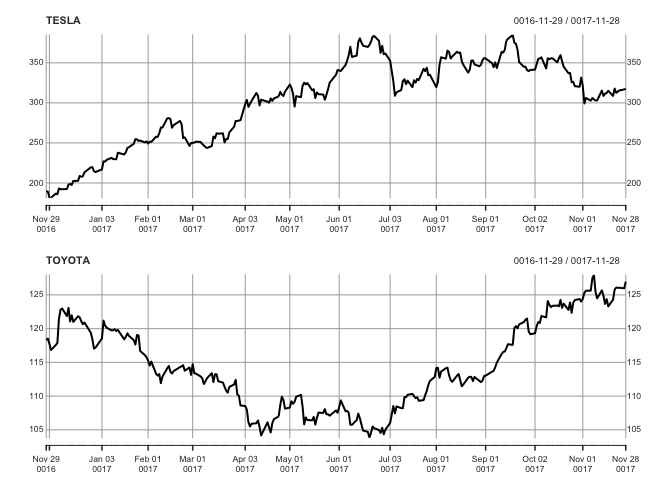 TESLA 0016-11-29 / 0017-11-28
350 350
300 300
250 250
200 200
Nov 29 Jan 03 Feb 01 Mar 01 Apr 03 May 01 Jun 01 Jul 03 Aug 01 Sep 01 Oct 02 Nov 01 Nov 28
0016 0017 0017 0017 0017 0017 0017 0017 0017 0017 0017 0017 0017
TOYOTA 0016-11-29 / 0017-11-28
125 125
120 120
115 115
110 110
105 105
Nov 29 Jan 03 Feb 01 Mar 01 Apr 03 May 01 Jun 01 Jul 03 Aug 01 Sep 01 Oct 02 Nov 01 Nov 28
0016 0017 0017 0017 0017 0017 0017 0017 0017 0017 0017 0017 0017